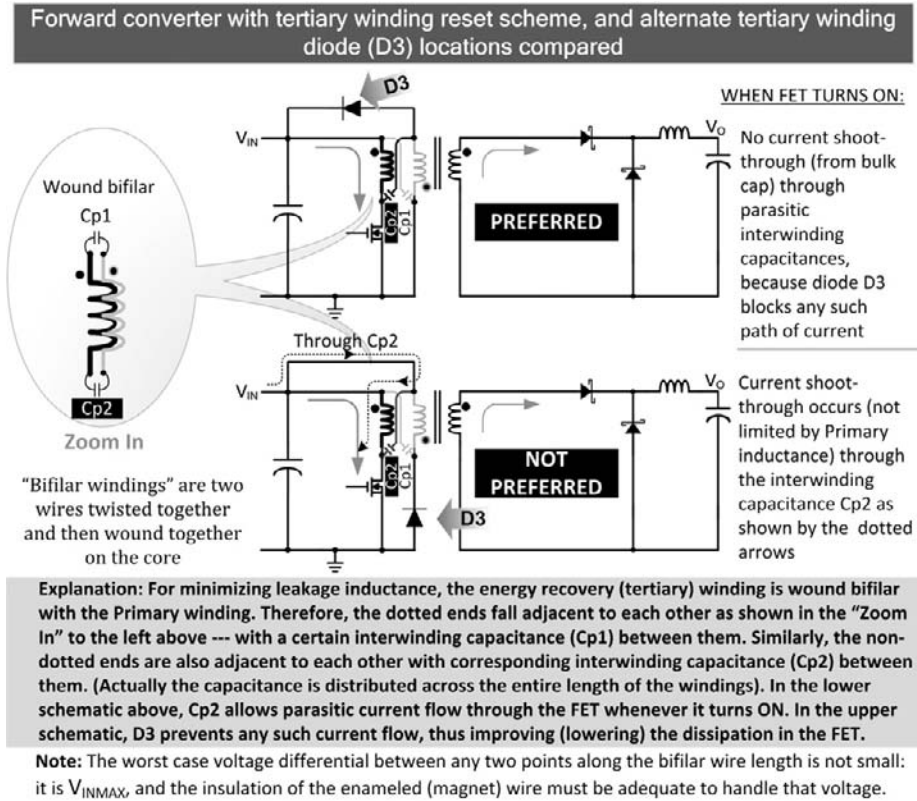 Forward converter with tertiary winding reset scheme, and alternate tertiary winding
diode (D3) locations compared
D3
WHEN FET TURNS ON:
VIN
VO
No current shoot-
through (from bulk
cap) through
parasitic
interwinding
capacitances,
because diode D3
blocks any such
path of current
Wound bifilar
Cp1
Cp2
Zoom In
Cp2
Cp1
PREFERRED
Through Cp2
VIN
VO
Cp2
Cp1
NOT
PREFERRED
D3
Current shoot-
through occurs (not
limited by Primary
inductance) through
the interwinding
capacitance Cp2 as
shown by the dotted
arrows
"Bifilar windings" are two
wires twisted together
and then wound together
on the core
Explanation: For minimizing leakage inductance, the energy recovery (tertiary) winding is wound bifilar
with the Primary winding. Therefore, the dotted ends fall adjacent to each other as shown in the "Zoom
In" to the left above --- with a certain interwinding capacitance (Cp1) between them. Similarly, the non-
dotted ends are also adjacent to each other with corresponding interwinding capacitance (Cp2) between
them. (Actually the capacitance is distributed across the entire length of the windings). In the lower
schematic above, Cp2 allows parasitic current flow through the FET whenever it turns ON. In the upper
schematic, D3 prevents any such current flow, thus improving (lowering) the dissipation in the FET.
Note: The worst case voltage differential between any two points along the bifilar wire length is not small:
it is VINMAX, and the insulation of the enameled (magnet) wire must be adequate to handle that voltage.